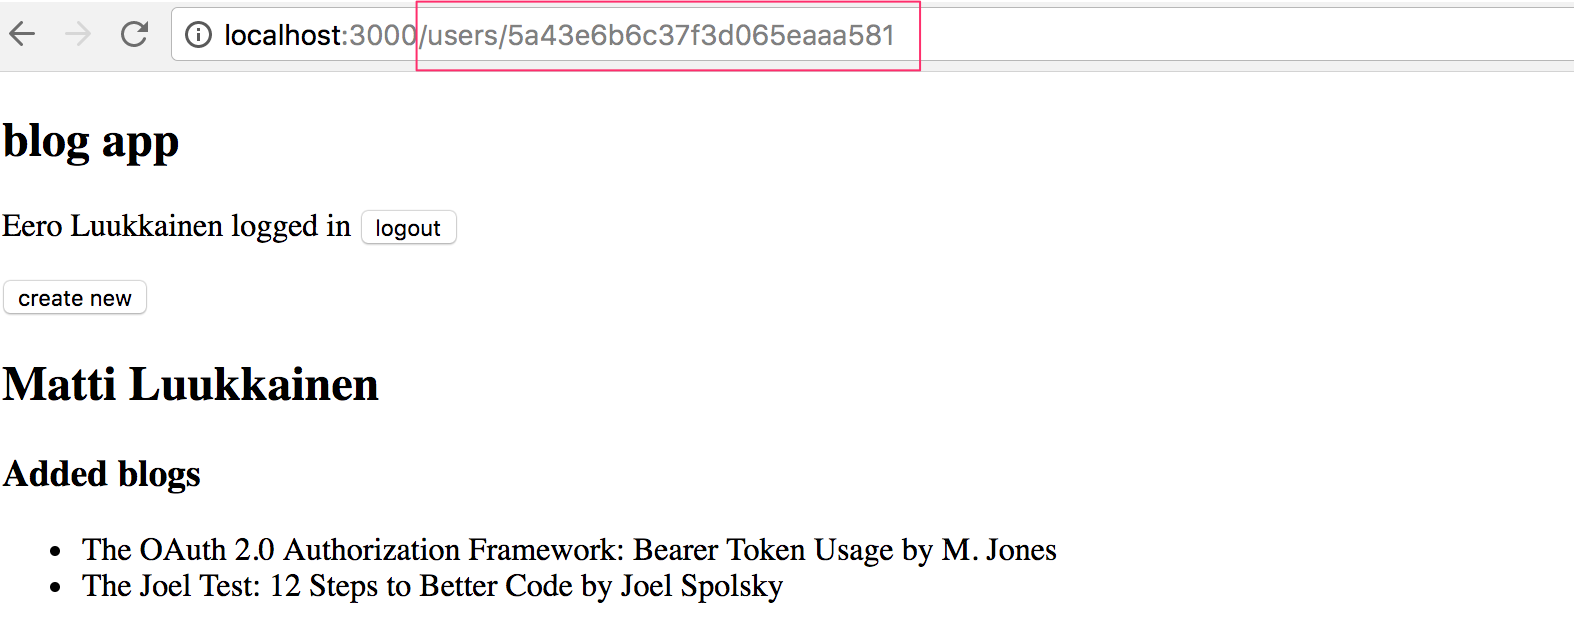 localhost:3000/users/5a43e6b6c37f3d065eaaa581
blog app
Eero Luukkainen logged in logout
create new
Matti Luukkainen
Added blogs
The OAuth 2.0 Authorization Framework: Bearer Token Usage by M. Jones
The Joel Test: 12 Steps to Better Code by Joel Spolsky